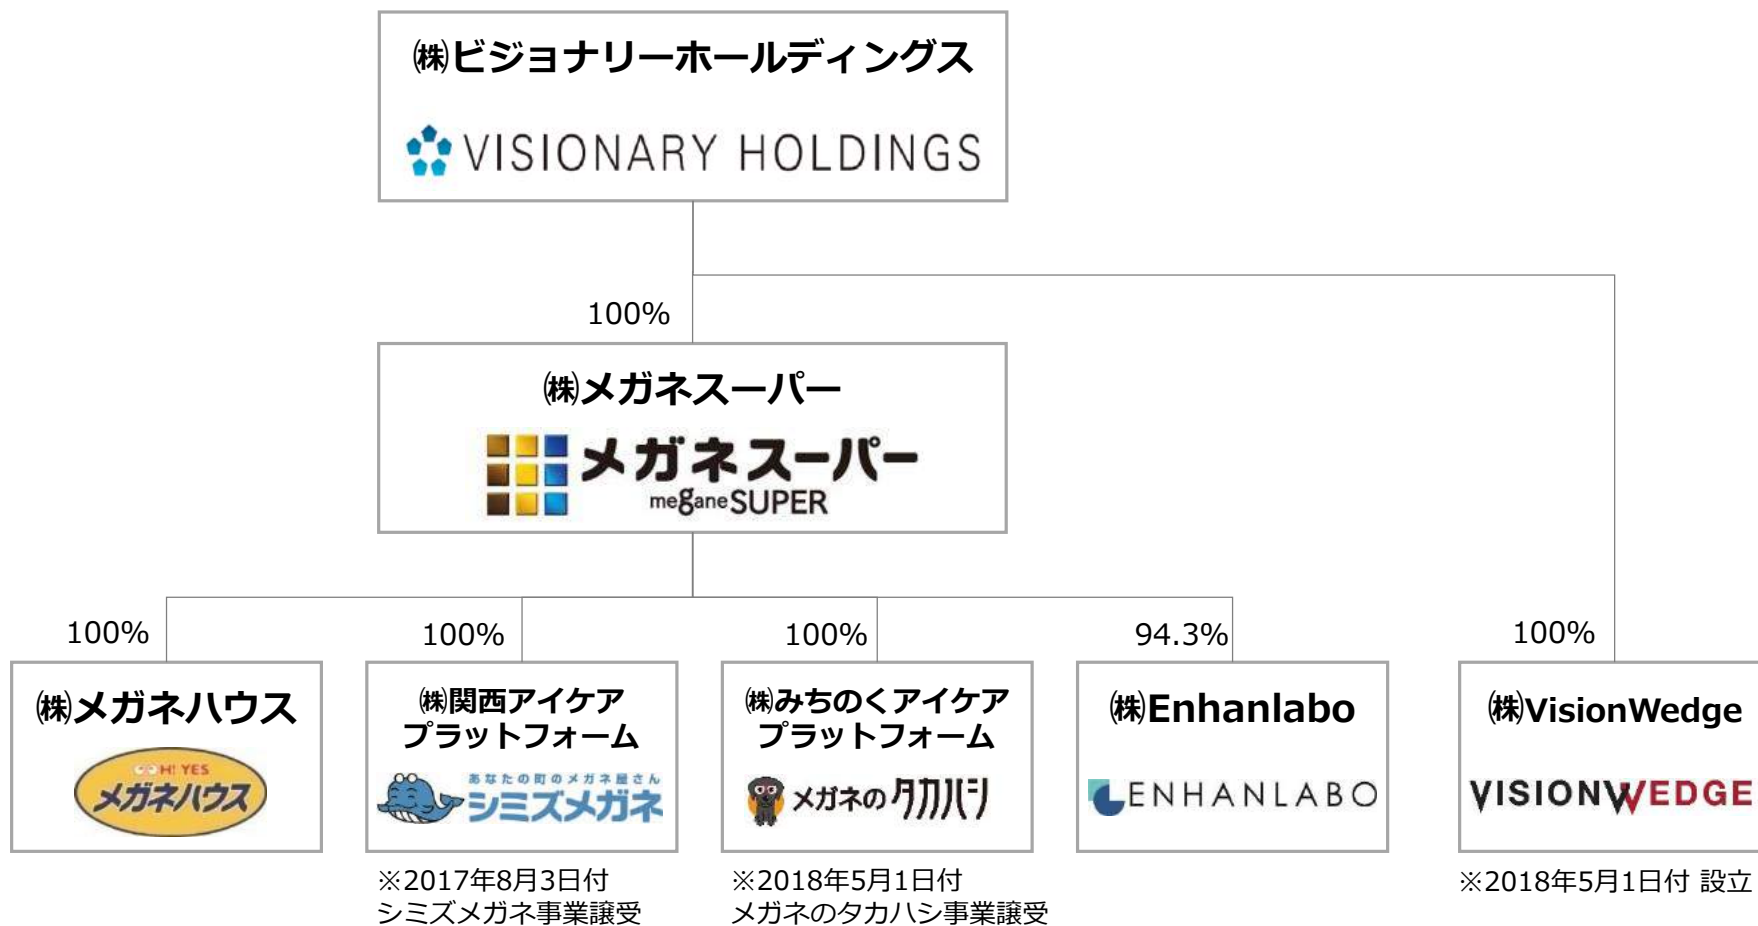 ㈱ビジョナリーホールディングス
VISIONARY HOLDINGS
100%
㈱メガネスーパー
メガネスーパー
meganeSUPER
100%
100%
100%
94.3%
100%
㈱メガネハウス
OH! YES
メガネハウス
㈱関西アイケア
プラットフォーム
あなたの町のメガネ屋さん
シミズメガネ
㈱みちのくアイケア
プラットフォーム
メガネのタカハシ
㈱Enhanlabo
ENHANLABO
㈱VisionWedge
VISIONWEDGE
※2017年8月3日付
シミズメガネ事業譲受
※2018年5月1日付
メガネのタカハシ事業譲受
※2018年5月1日付 設立